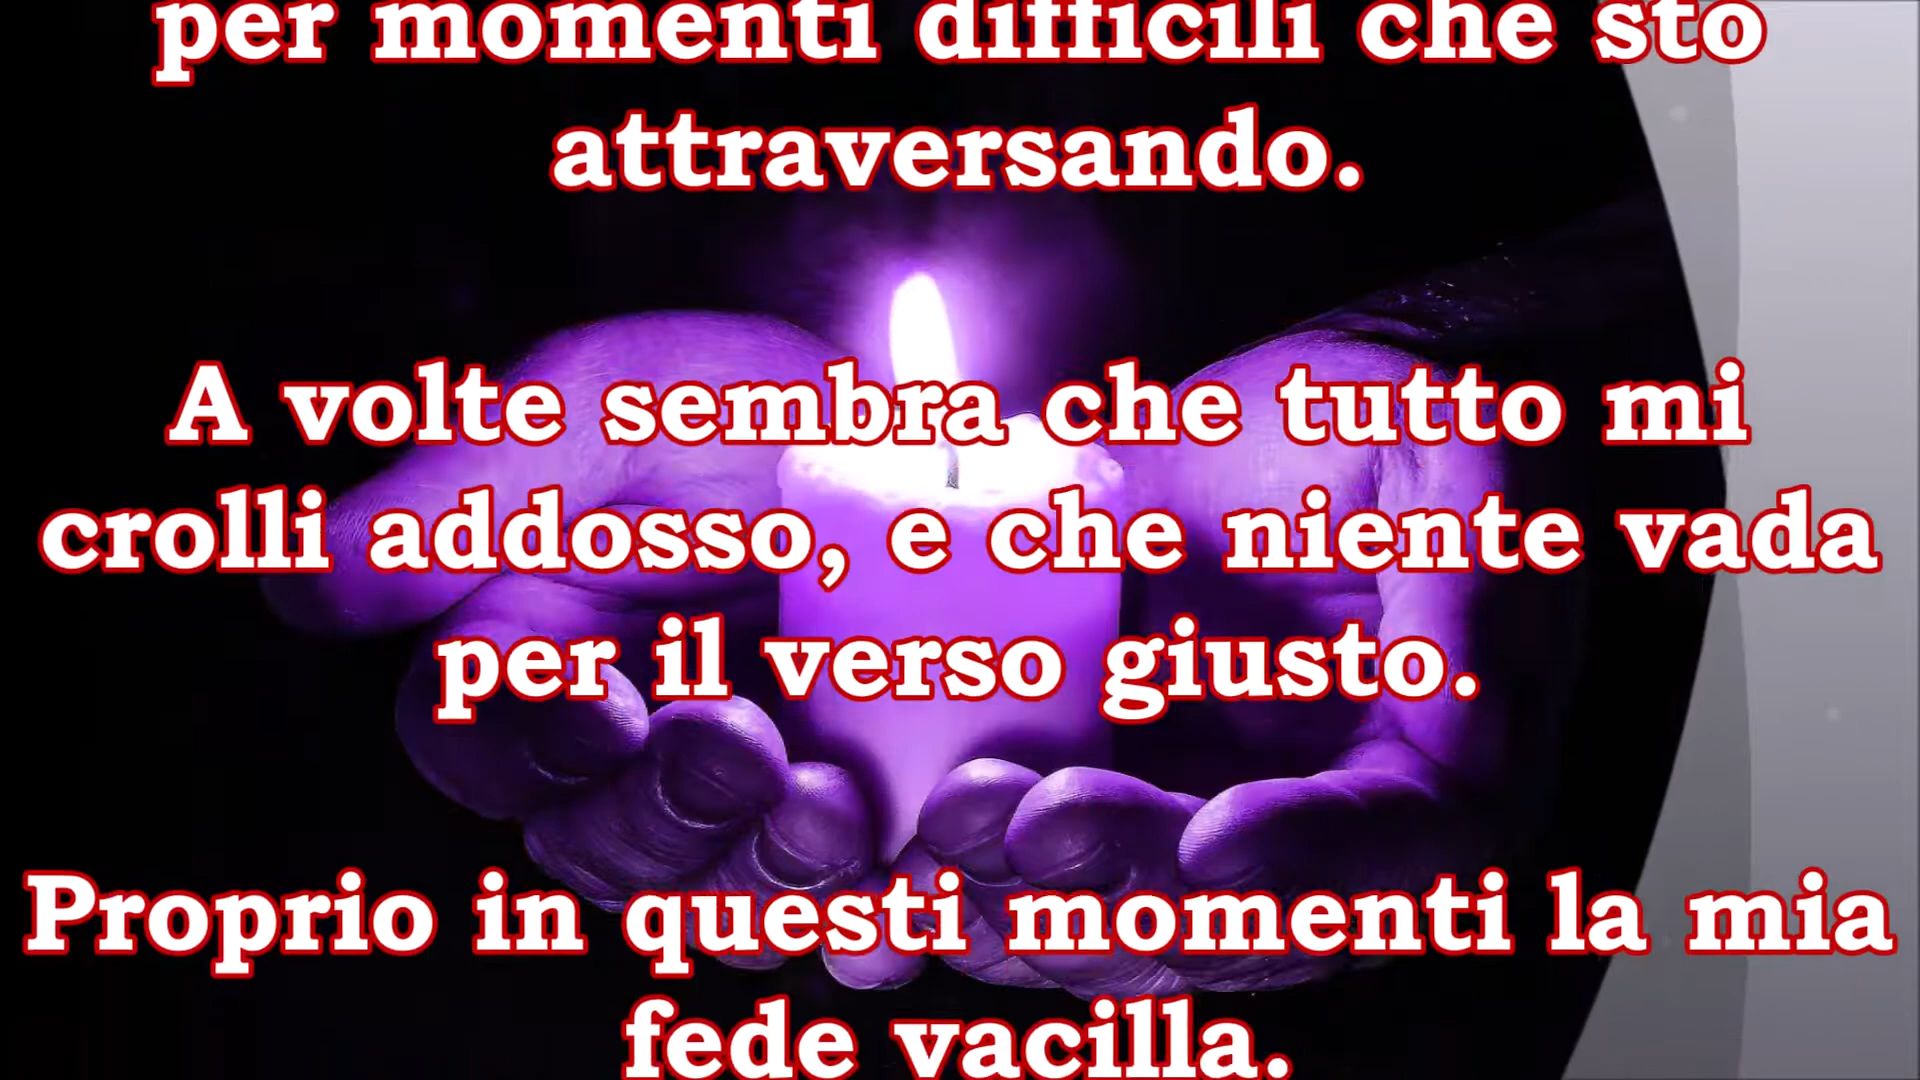 per momenti difficili che sto
attraversando.
A volte sembra che tutto mi
crolli addosso, e che niente vada
per il verso giusto.
Proprio in questi momenti la mia
fede vacilla.